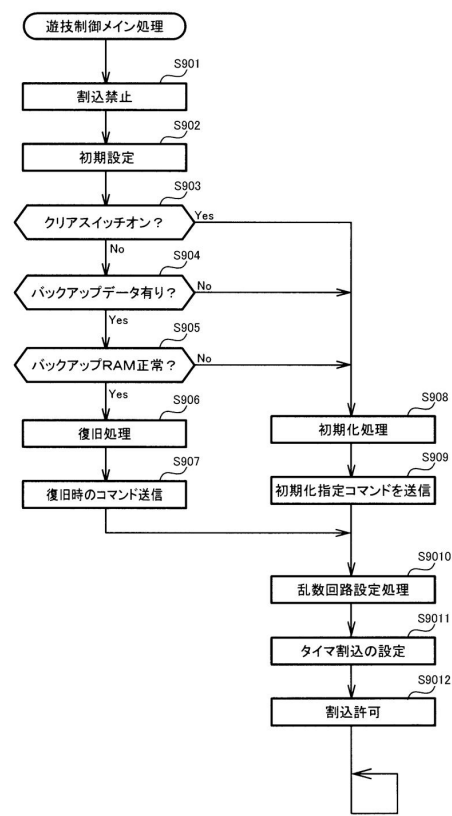 遊技制御メイン処理
S901
割込禁止
S902
初期設定
S903
クリアスイッチオン？
Yes
No
S904
バックアップデータ有り？
No
Yes
S905
バックアップRAM正常？
No
Yes
S906
復旧処理
S907
復旧時のコマンド送信
S908
初期化処理
S909
初期化指定コマンドを送信
S9010
乱数回路設定処理
S9011
タイマ割込の設定
S9012
割込許可